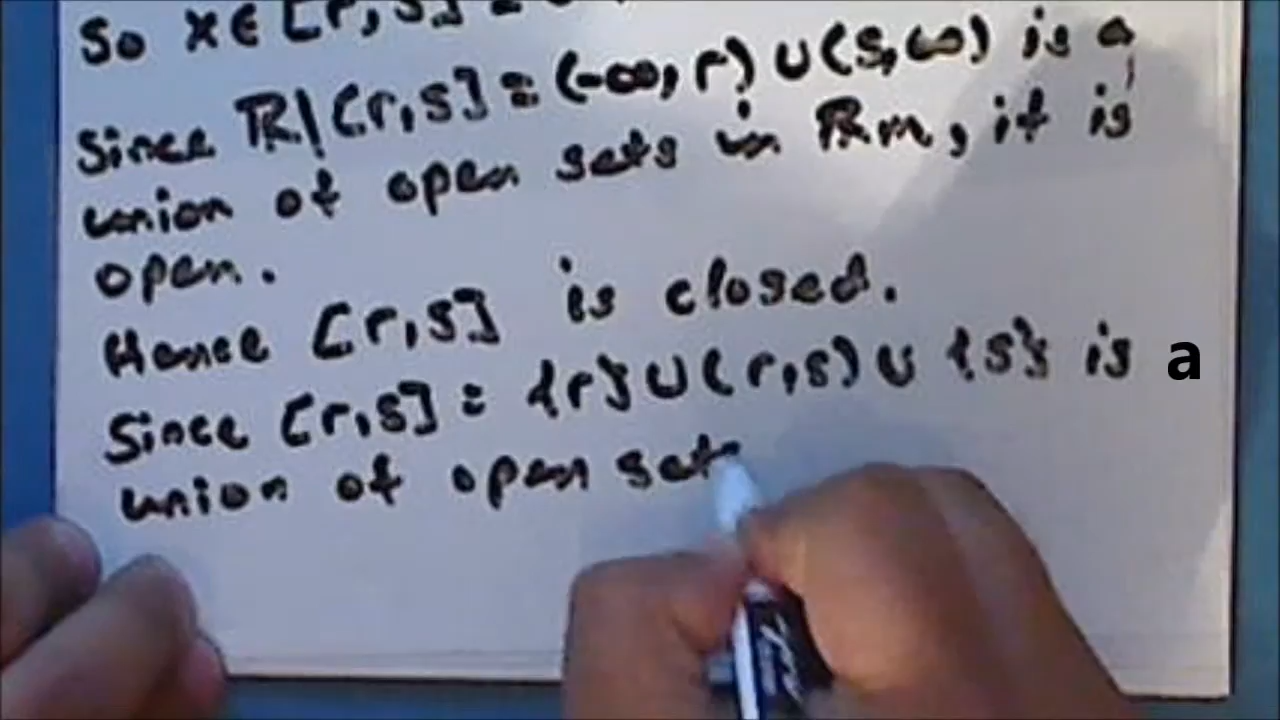 So x∈[r,s]
Since ℝ\[r,s] = (-∞,r) ∪ (s,∞) is a
union of open sets in ℝm, it is
open.
Hence [r,s] is closed.
Since [r,s] = {r}∪(r,s)∪{s} is a
union of open sets